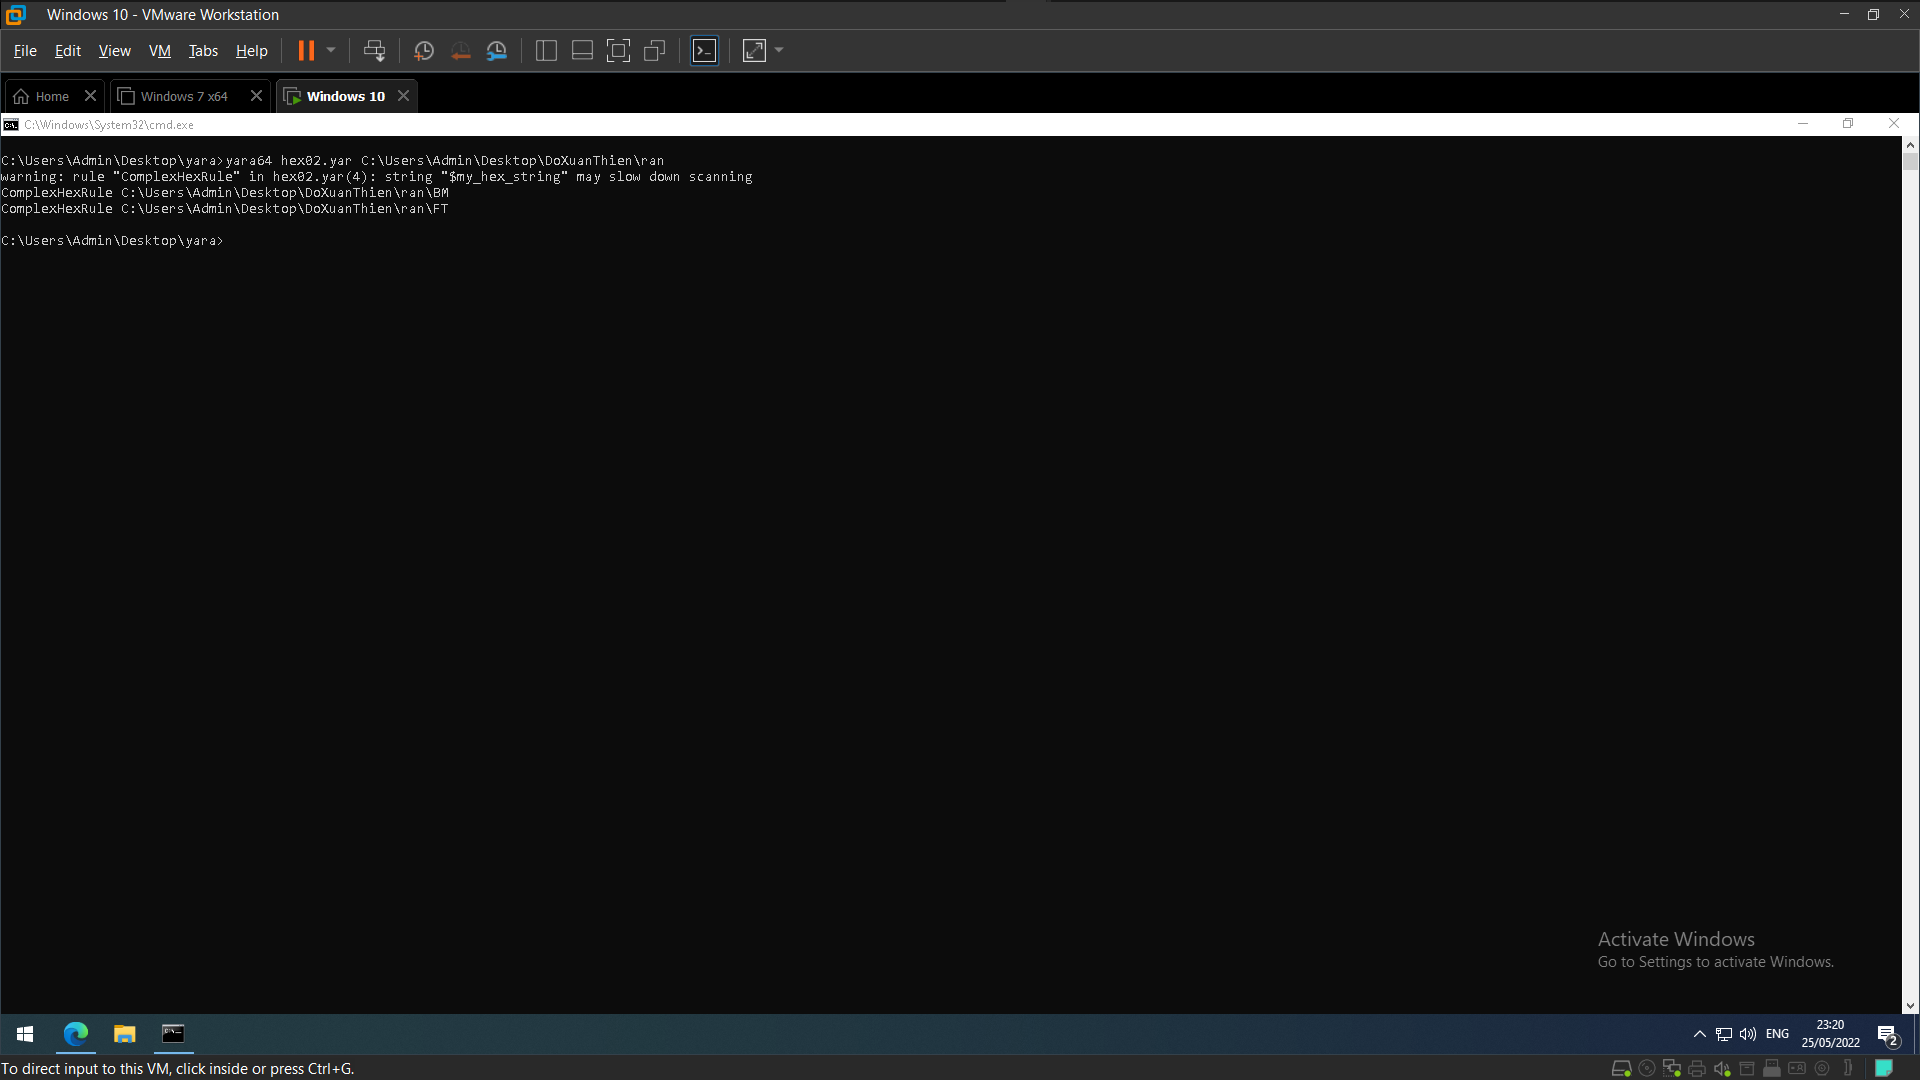 Windows 10 - VMware Workstation
File Edit View VM Tabs Help
Home Windows 7 x64 Windows 10
C:\Windows\System32\cmd.exe
C:\Users\Admin\Desktop\yara>yara64 hex02.yar C:\Users\Admin\Desktop\DoXuanThien\ran
warning: rule "ComplexHexRule" in hex02.yar(4): string "$my_hex_string" may slow down scanning
ComplexHexRule C:\Users\Admin\Desktop\DoXuanThien\ran\BM
ComplexHexRule C:\Users\Admin\Desktop\DoXuanThien\ran\FT
C:\Users\Admin\Desktop\yara>
Activate Windows
Go to Settings to activate Windows.
ENG
23:20
25/05/2022
2
To direct input to this VM, click inside or press Ctrl+G.